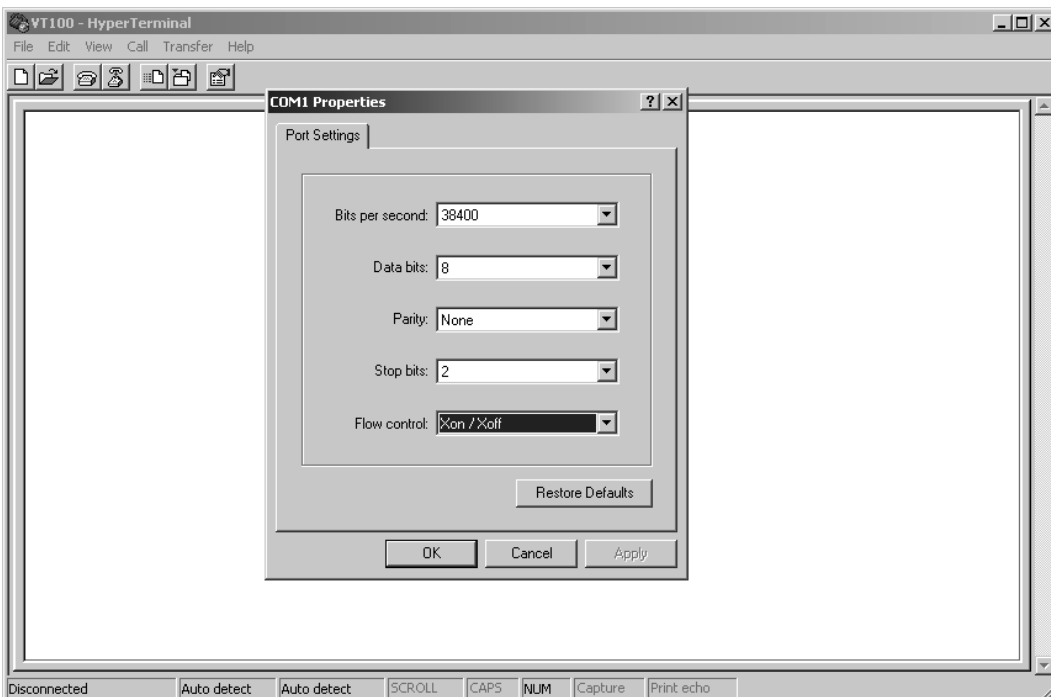 VT100 - HyperTerminal
File Edit View Call Transfer Help
COM1 Properties
Port Settings
Bits per second: 38400
Data bits: 8
Parity: None
Stop bits: 2
Flow control: Xon / Xoff
Restore Defaults
OK Cancel Apply
Disconnected Auto detect Auto detect SCROLL CAPS NUM Capture Print echo